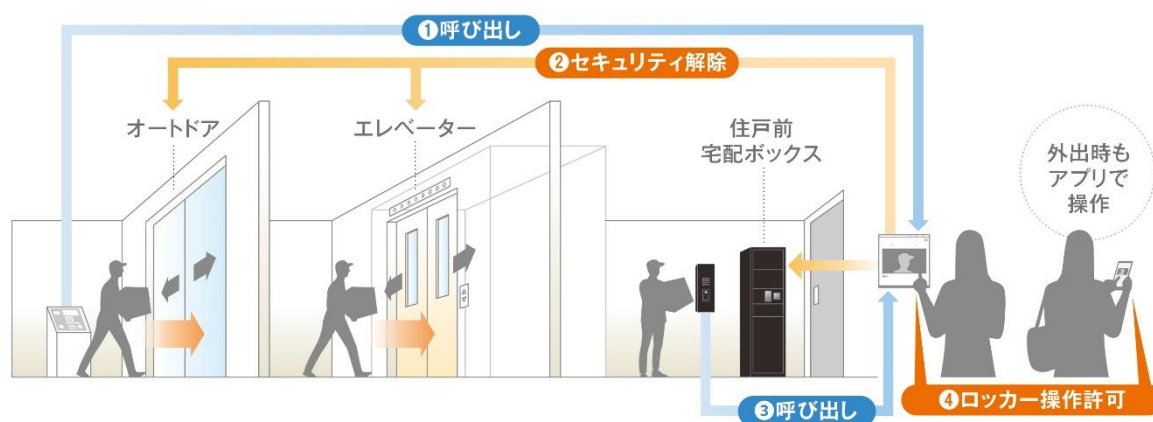 ❶呼び出し
❷セキュリティ解除
オートドア
エレベーター
住戸前
宅配ボックス
外出時も
アプリで
操作
❸呼び出し
❹ロッカー操作許可